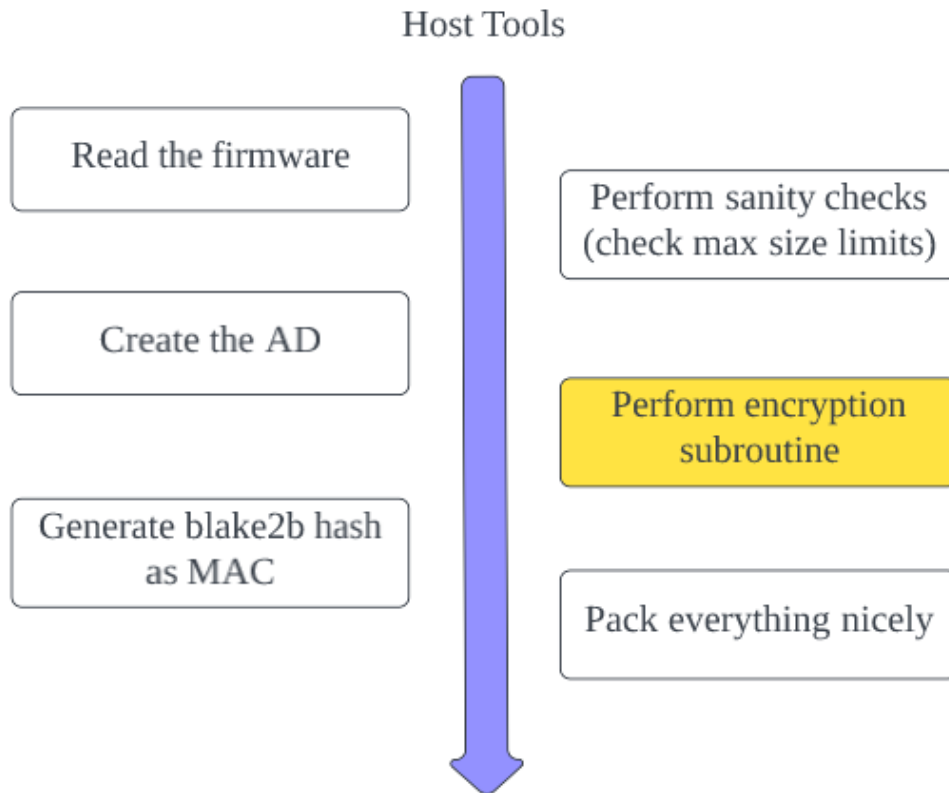 Host Tools
Read the firmware
Perform sanity checks
(check max size limits)
Create the AD
Perform encryption
subroutine
Generate blake2b hash
as MAC
Pack everything nicely